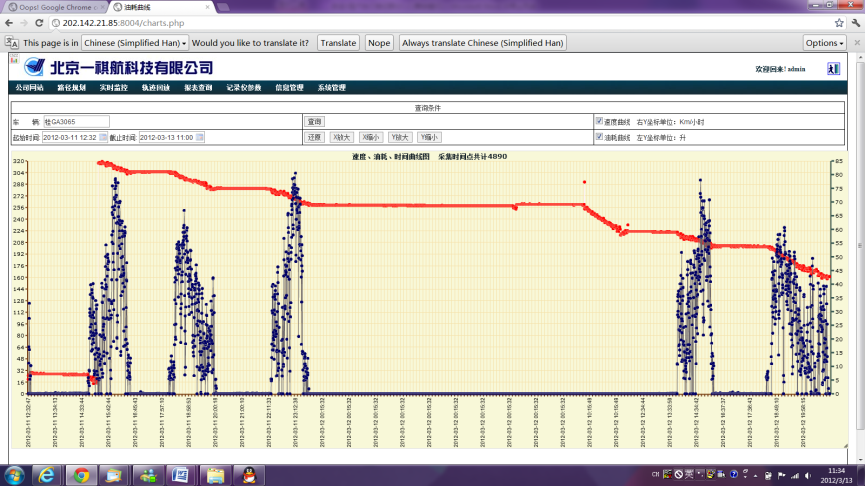 Oops! Google Chrome
油耗曲线
202.142.21.85:8004/charts.php
This page is in Chinese (Simplified Han) Would you like to translate it? Translate Nope Always translate Chinese (Simplified Han) Options
北京一祺航科技有限公司
欢迎回来! admin
公司网站 路径规划 实时监控 轨迹回放 报表查询 记录仪参数 信息管理 系统管理
查询条件
车 辆: 桂GA3065 查询 速度曲线 右Y坐标单位: Km/小时
起始时间: 2012-03-11 12:32 截止时间: 2012-03-13 11:00 还原 X放大 X缩小 Y放大 Y缩小 油耗曲线 左Y坐标单位: 升
速度、油耗、时间曲线图 采集时间点共计4890
320 85
304 80
288 75
272 70
256 65
240 60
224 55
208 50
192 45
176 40
160 35
144 30
128 25
112 20
96 15
80 10
64 5
48 0
32
16
0
CH
11:34
2012/3/13